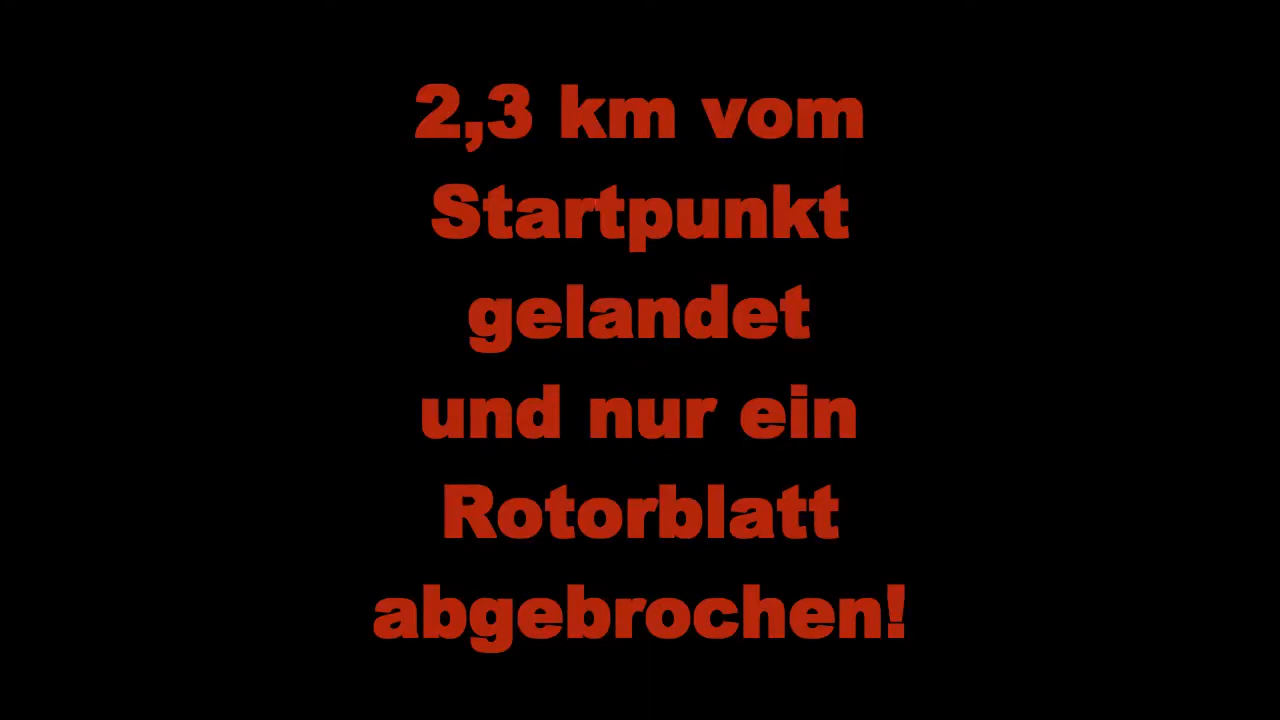 2,3 km vom
Startpunkt
gelandet
und nur ein
Rotorblatt
abgebrochen!